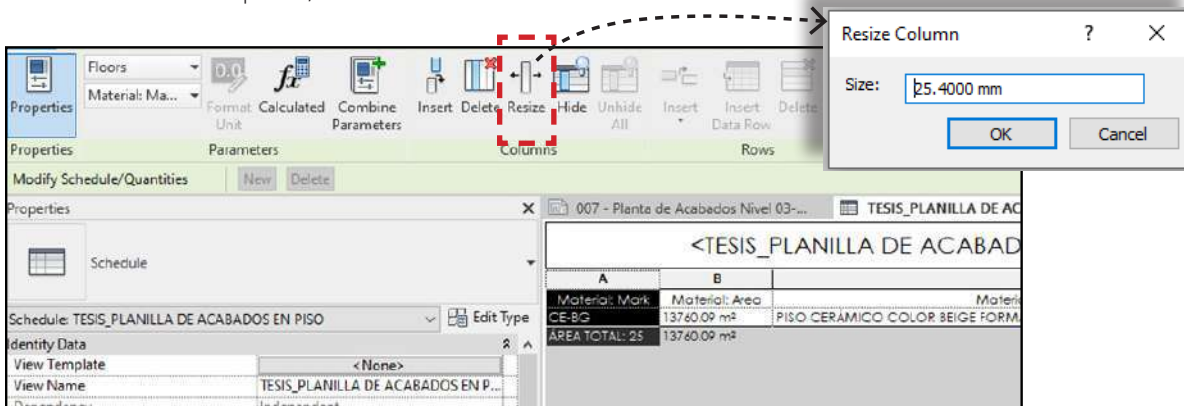 Resize Column ? X
Size: 25.4000 mm
OK Cancel
Floors
Material: Ma...
Properties
Format Unit
Calculated
Combine Parameters
Insert
Delete
Resize
Hide
Unhide All
Insert
Insert Data Row
Delete
Properties Parameters Columns Rows
Modify Schedule/Quantities New Delete
Properties
007 - Planta de Acabados Nivel 03-... TESIS_PLANILLA DE AC
Schedule
<TESIS_PLANILLA DE ACABAD
A B
Material: Mark Material: Area Materi
CE-BG 13760.09 m² PISO CERÁMICO COLOR BEIGE FORM
ÁREA TOTAL: 25 13760.09 m²
Schedule: TESIS_PLANILLA DE ACABADOS EN PISO Edit Type
Identity Data
View Template <None>
View Name TESIS_PLANILLA DE ACABADOS EN P...